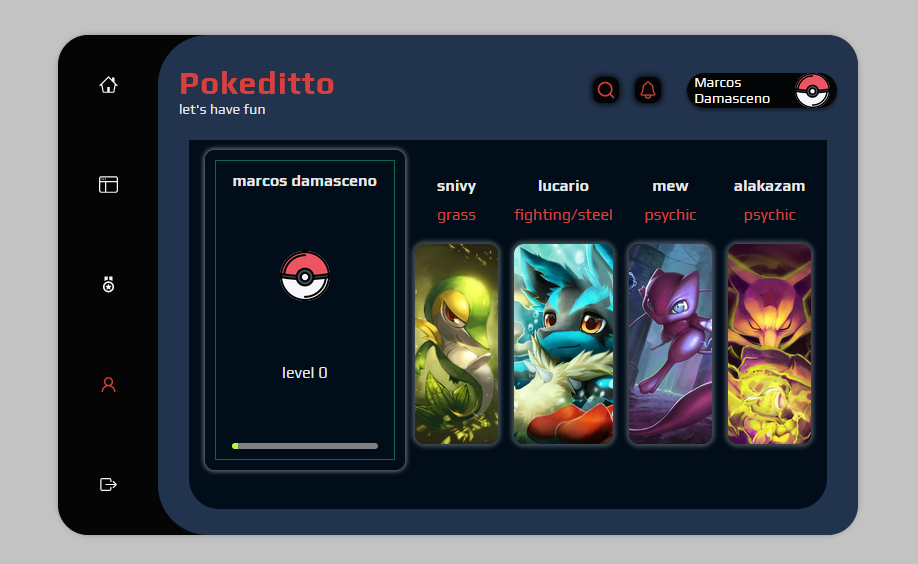 Pokeditto
let's have fun
Marcos
Damasceno
marcos damasceno
level 0
snivy
grass
lucario
fighting/steel
mew
psychic
alakazam
psychic